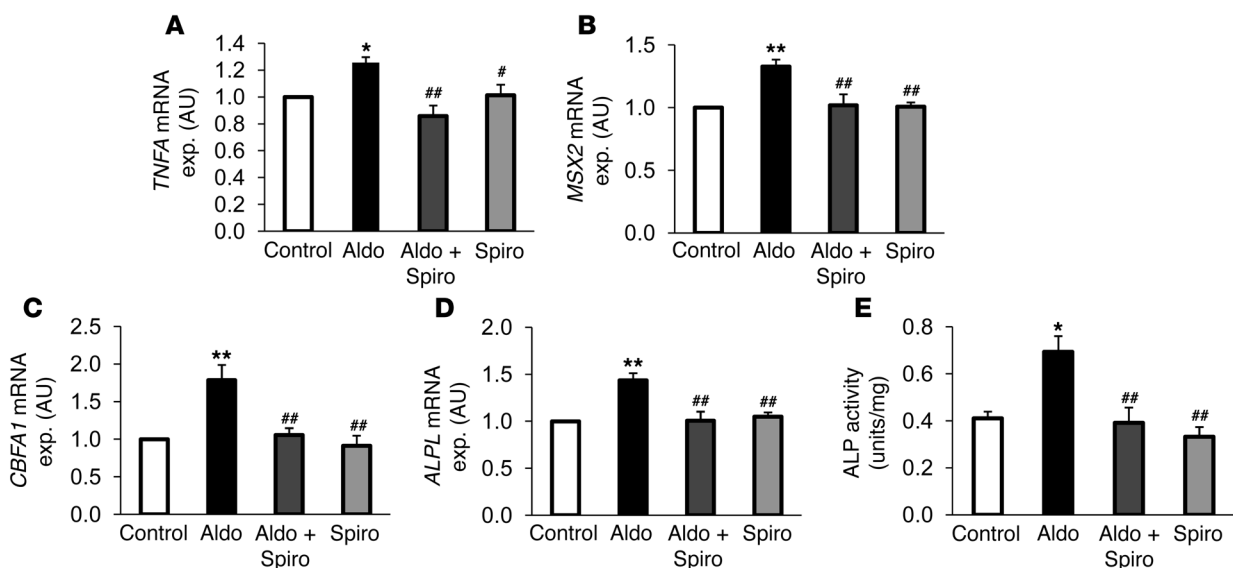 A
TNFA mRNA
exp. (AU)
1.4
1.2
1.0
0.8
0.6
0.4
0.2
0.0
*
##
#
Control Aldo Aldo + Spiro
Spiro
B
MSX2 mRNA
exp. (AU)
1.5
1.0
0.5
0.0
**
##
##
Control Aldo Aldo + Spiro
Spiro
C
CBFA1 mRNA
exp. (AU)
2.5
2.0
1.5
1.0
0.5
0.0
**
##
##
Control Aldo Aldo + Spiro
Spiro
D
ALPL mRNA
exp. (AU)
2.0
1.5
1.0
0.5
0.0
**
##
##
Control Aldo Aldo + Spiro
Spiro
E
ALP activity
(units/mg)
0.8
0.6
0.4
0.2
0.0
*
##
##
Control Aldo Aldo + Spiro
Spiro